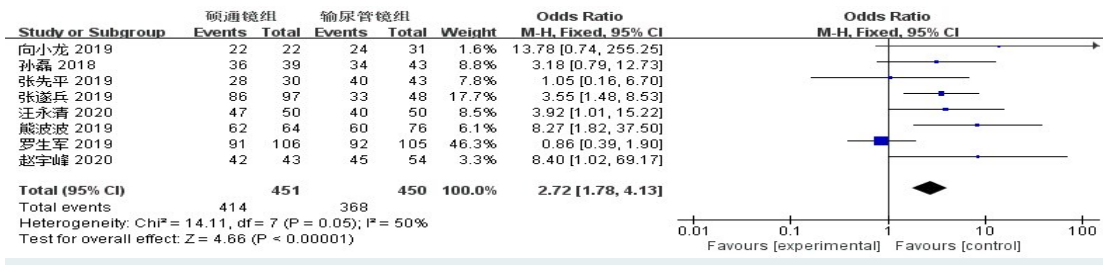 硕通镜组 输尿管镜组 Odds Ratio Odds Ratio
Study or Subgroup Events Total Events Total Weight M-H, Fixed, 95% CI M-H, Fixed, 95% CI
向小龙 2019 22 22 24 31 1.6% 13.78 [0.74, 255.25]
孙磊 2018 36 39 34 43 8.8% 3.18 [0.79, 12.73]
张先平 2019 28 30 40 43 5.9% 1.05 [0.16, 6.70]
张遂兵 2019 86 97 33 48 17.7% 3.55 [1.48, 8.53]
汪永清 2020 47 50 40 50 8.5% 3.92 [1.01, 15.22]
熊波波 2019 62 64 60 76 6.1% 8.27 [1.82, 37.50]
罗生军 2019 91 106 92 105 46.3% 0.86 [0.39, 1.90]
赵宇峰 2020 42 43 45 54 3.3% 8.40 [1.02, 69.17]
Total (95% CI) 451 450 100.0% 2.72 [1.78, 4.13]
Total events 414 368
Heterogeneity: Chi² = 14.11, df = 7 (P = 0.05); I² = 50%
Test for overall effect: Z = 4.66 (P < 0.00001)
0.01 0.1 1 10 100
Favours [experimental] Favours [control]